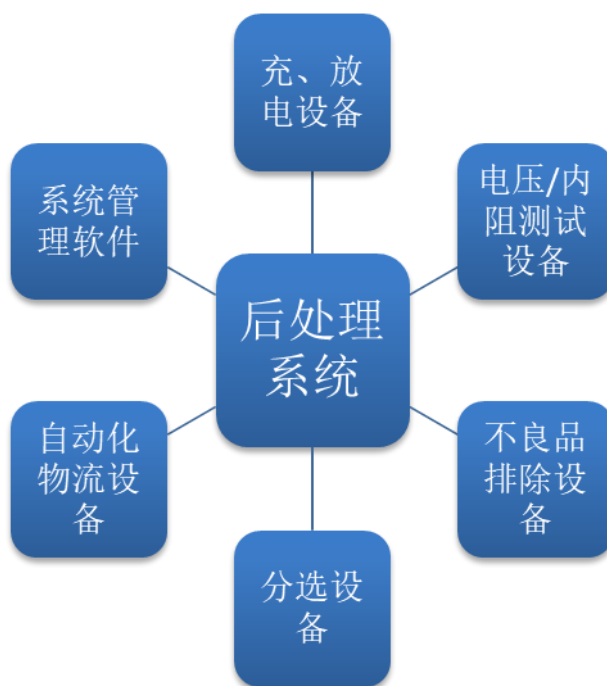 充、放
电设备
系统管
理软件
电压/内
阻测试
设备
后处理
系统
自动化
物流设
备
不良品
排除设
备
分选设
备